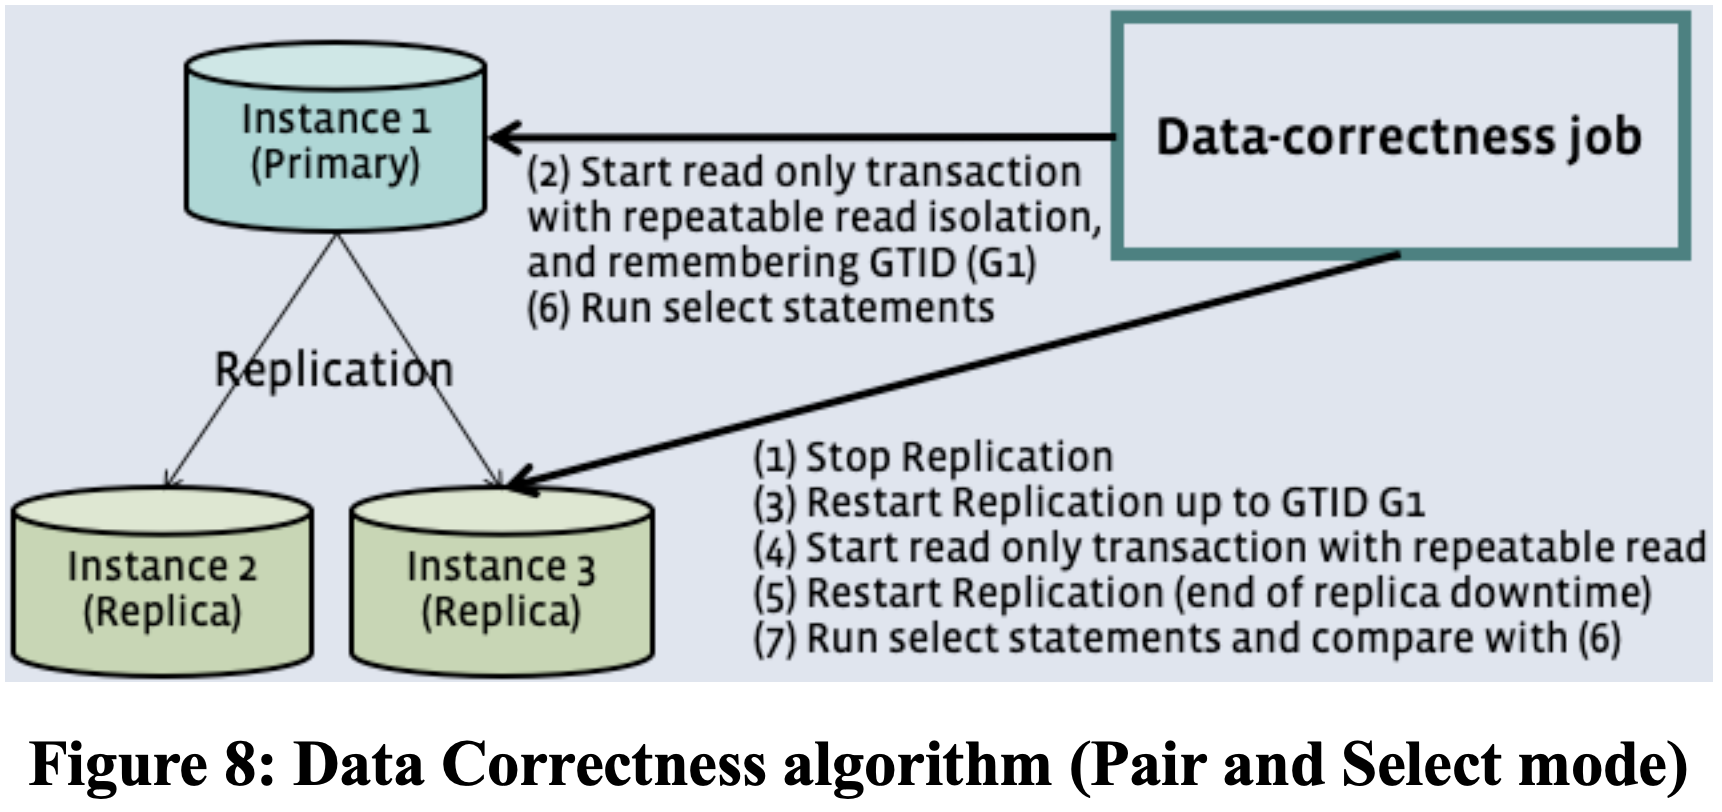 Instance 1
(Primary)
Data-correctness job
(2) Start read only transaction
with repeatable read isolation,
and remembering GTID (G1)
(6) Run select statements
Replication
(1) Stop Replication
(3) Restart Replication up to GTID G1
(4) Start read only transaction with repeatable read
(5) Restart Replication (end of replica downtime)
(7) Run select statements and compare with (6)
Instance 2
(Replica)
Instance 3
(Replica)
Figure 8: Data Correctness algorithm (Pair and Select mode)